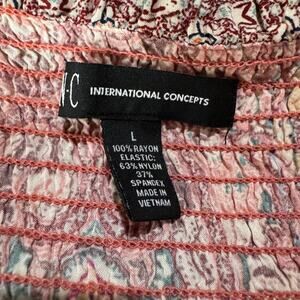 INTERNATIONAL CONCEPTS
L
100% RAYON
ELASTIC:
63% NYLON
37%
SPANDEX
MADE IN
VIETNAM